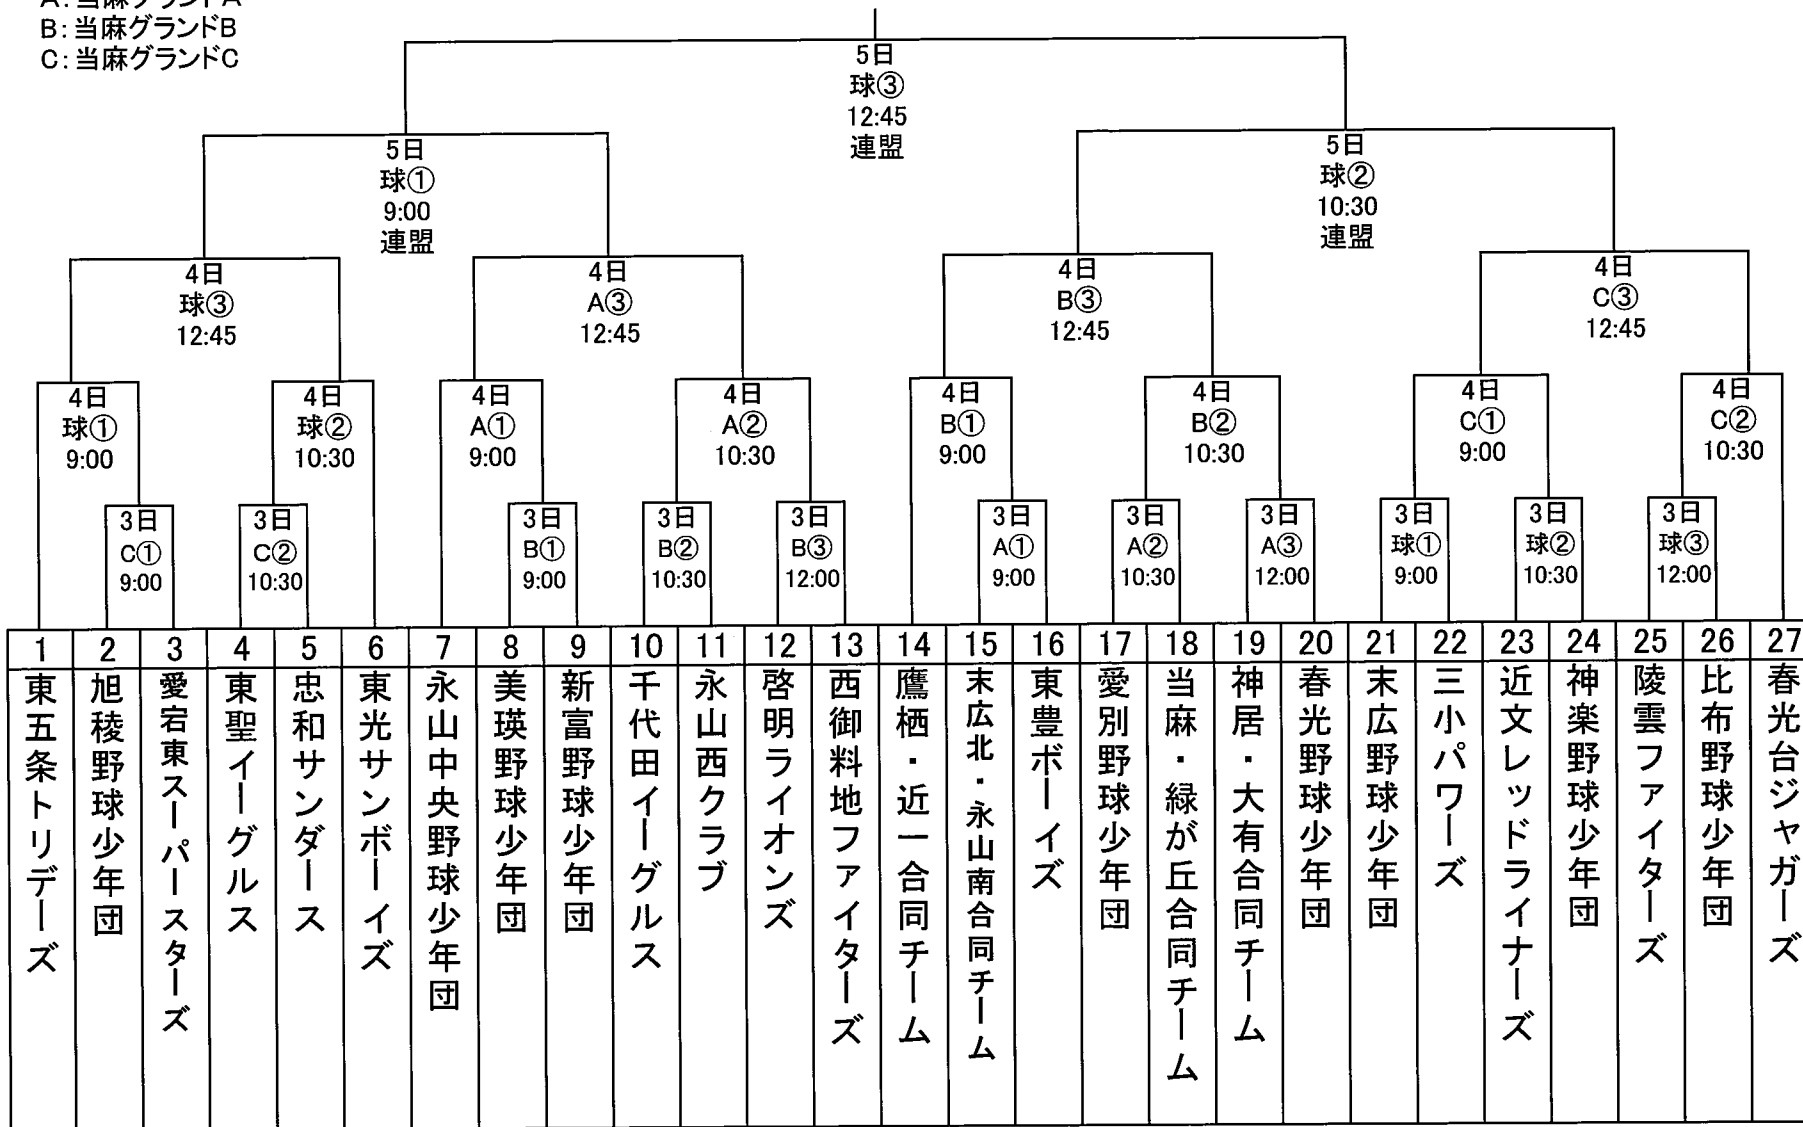 A:当麻グランドA
B:当麻グランドB
C:当麻グランドC
5日
球③
12:45
連盟
5日
球①
9:00
連盟
5日
球②
10:30
連盟
4日
球③
12:45
4日
A③
12:45
4日
B③
12:45
4日
C③
12:45
4日
球①
9:00
4日
球②
10:30
4日
A①
9:00
4日
A②
10:30
4日
B①
9:00
4日
B②
10:30
4日
C①
9:00
4日
C②
10:30
3日
C①
9:00
3日
C②
10:30
3日
B①
9:00
3日
B②
10:30
3日
B③
12:00
3日
A①
9:00
3日
A②
10:30
3日
A③
12:00
3日
球①
9:00
3日
球②
10:30
3日
球③
12:00
1
東五条トリデーズ
2
旭稜野球少年団
3
愛宕東スーパースターズ
4
東聖イーグルス
5
忠和サンダース
6
東光サンボーイズ
7
永山中央野球少年団
8
美瑛野球少年団
9
新富野球少年団
10
千代田イーグルス
11
永山西クラブ
12
啓明ライオンズ
13
西御料地ファイターズ
14
鷹栖・近一合同チーム
15
末広北・永山南合同チーム
16
東豊ボーイズ
17
愛別野球少年団
18
当麻・緑が丘合同チーム
19
神居・大有合同チーム
20
春光野球少年団
21
末広野球少年団
22
三小パワーズ
23
近文レッドライナーズ
24
神楽野球少年団
25
陵雲ファイターズ
26
比布野球少年団
27
春光台ジャガーズ